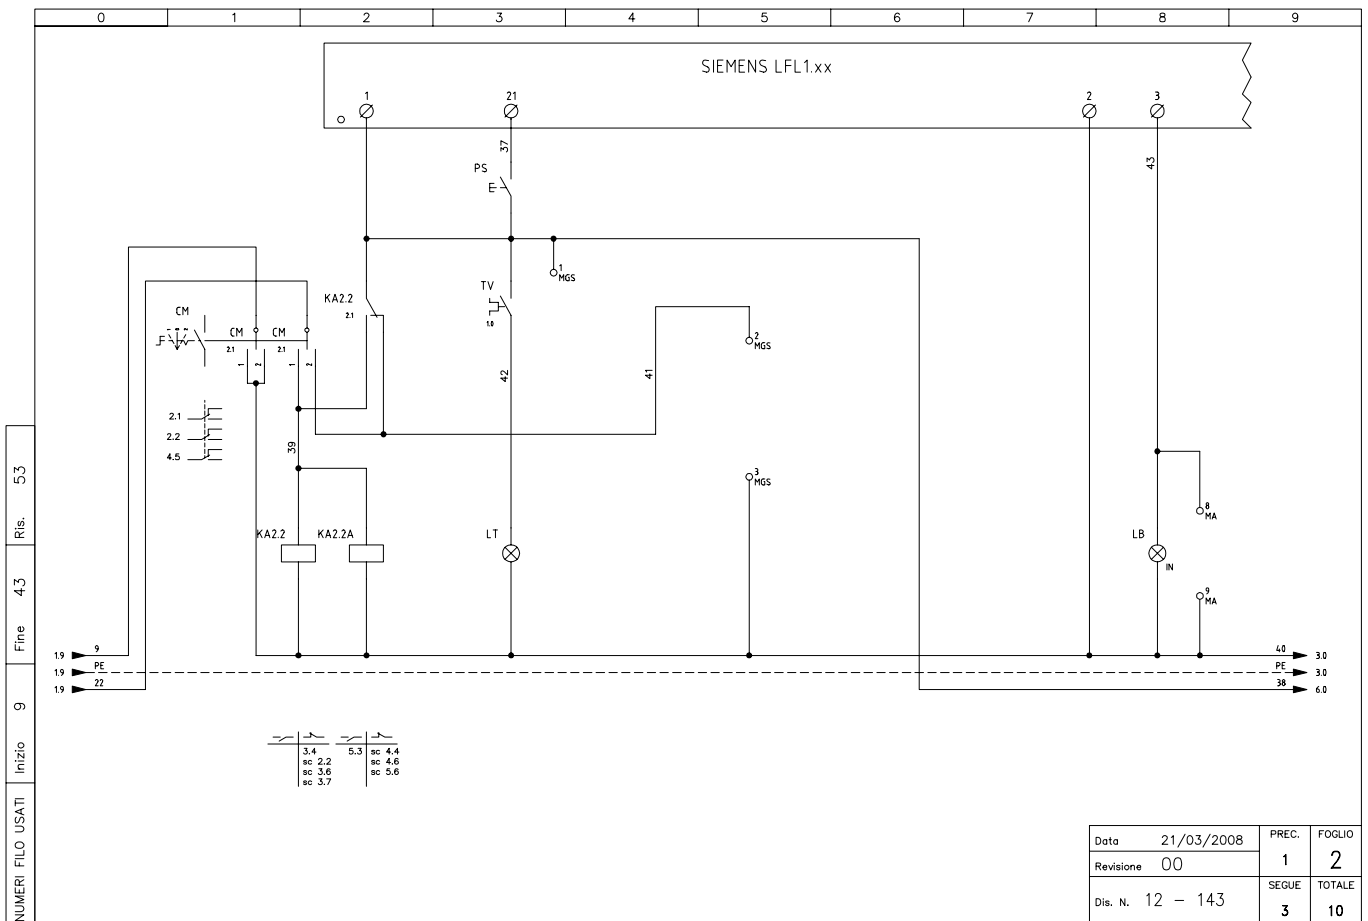 0 1 2 3 4 5 6 7 8 9
SIEMENS LFL1.xx
1 21 2 3
37
43
PS
1
MGS
TV
1.0
KA2.2
2.1
CM
CM
2.1
CM
2.1
1 2 1 2
2
MGS
42
41
2.1
2.2
4.5
39
3
MGS
8
MA
KA2.2 KA2.2A
LT
LB
IN
9
MA
1.9 9
1.9 PE
1.9 22
40 3.0
PE 3.0
38 6.0
3.4
sc 2.2
sc 3.6
sc 3.7
5.3 sc 4.4
sc 4.6
sc 5.6
NUMERI FILO USATI
Inizio 9
Fine 43
Ris. 53
Data 21/03/2008
Revisione 00
Dis. N. 12 - 143
PREC. FOGLIO
1 2
SEGUE TOTALE
3 10